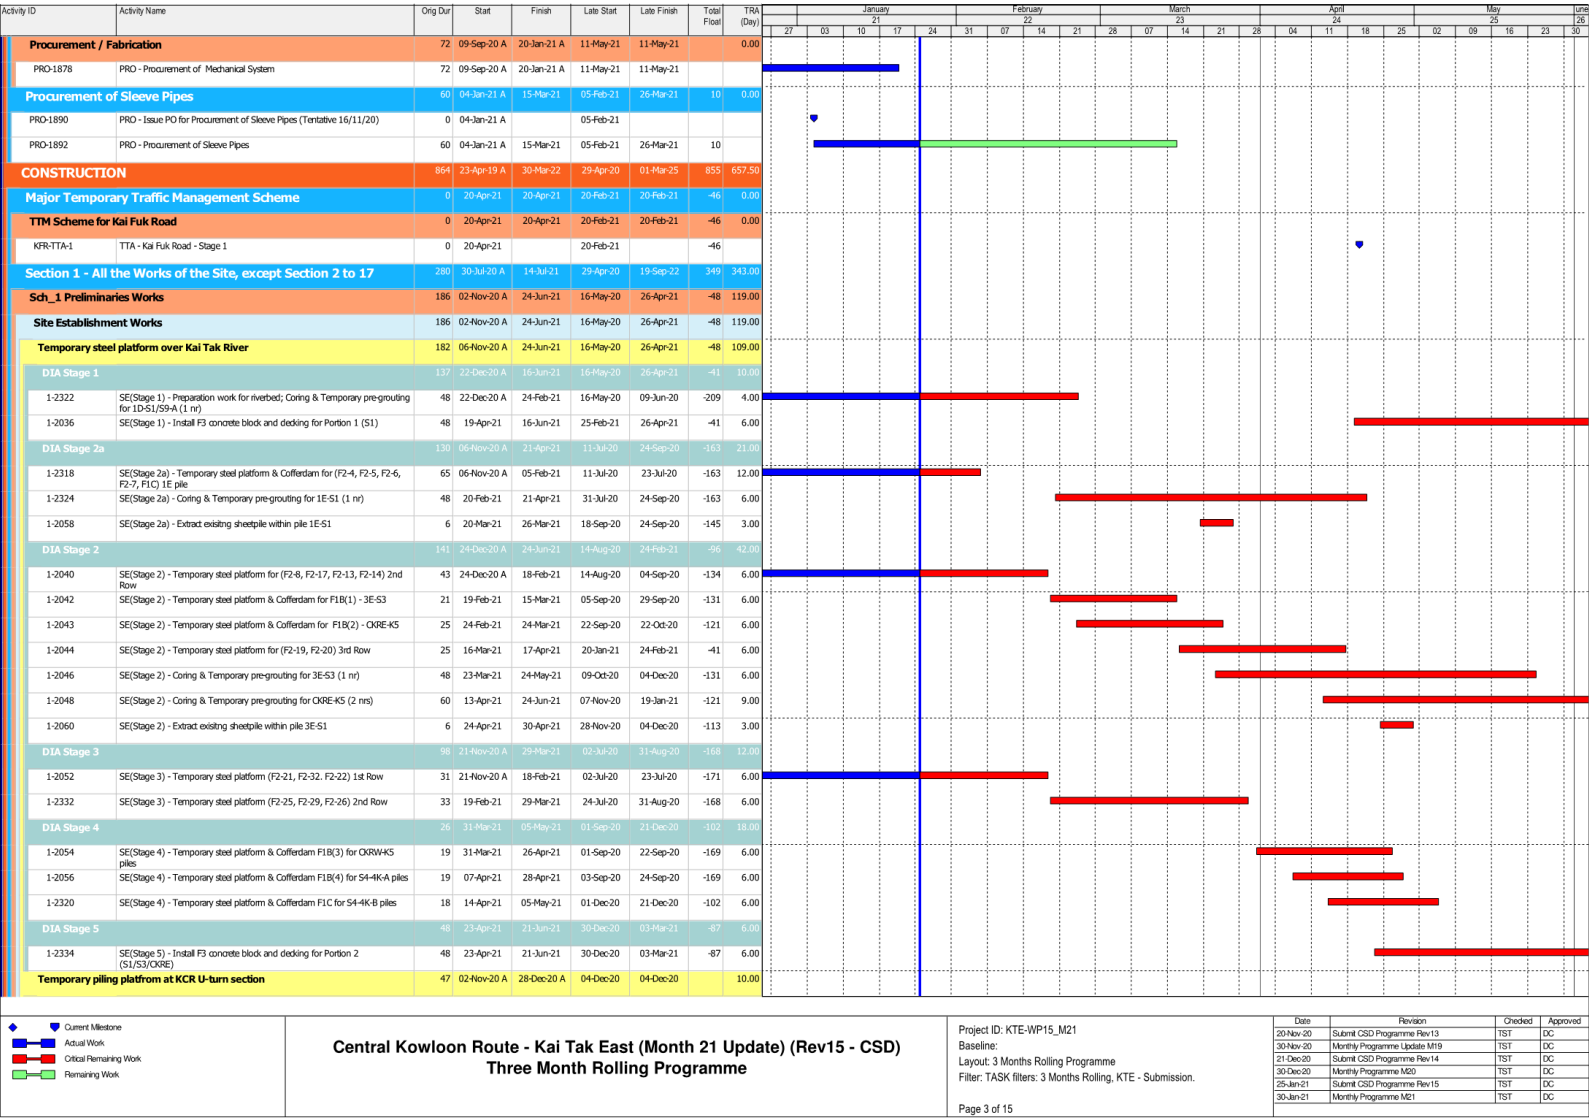 Activity ID Activity Name Orig Dur Start Finish Late Start Late Finish Total Float TRA (Day) January February March April May une
21 22 23 24 25 26
27 03 10 17 24 31 07 14 21 28 07 14 21 28 04 11 18 25 02 09 16 23 30
Procurement / Fabrication 72 09-Sep-20 A 20-Jan-21 A 11-May-21 11-May-21 0.00
PRO-1878 PRO - Procurement of Mechanical System 72 09-Sep-20 A 20-Jan-21 A 11-May-21 11-May-21
Procurement of Sleeve Pipes 60 04-Jan-21 A 15-Mar-21 05-Feb-21 26-Mar-21 10 0.00
PRO-1890 PRO - Issue PO for Procurement of Sleeve Pipes (Tentative 16/11/20) 0 04-Jan-21 A 05-Feb-21
PRO-1892 PRO - Procurement of Sleeve Pipes 60 04-Jan-21 A 15-Mar-21 05-Feb-21 26-Mar-21 10
CONSTRUCTION 864 23-Apr-19 A 30-Mar-22 29-Apr-20 01-Mar-25 855 657.50
Major Temporary Traffic Management Scheme 0 20-Apr-21 20-Apr-21 20-Feb-21 20-Feb-21 -46 0.00
TTM Scheme for Kai Fuk Road 0 20-Apr-21 20-Apr-21 20-Feb-21 20-Feb-21 -46 0.00
KFR-TTA-1 TTA - Kai Fuk Road - Stage 1 0 20-Apr-21 20-Feb-21 -46
Section 1 - All the Works of the Site, except Section 2 to 17 280 30-Jul-20 A 14-Jul-21 29-Apr-20 19-Sep-22 349 343.00
Sch_1 Preliminaries Works 186 02-Nov-20 A 24-Jun-21 16-May-20 26-Apr-21 -48 119.00
Site Establishment Works 186 02-Nov-20 A 24-Jun-21 16-May-20 26-Apr-21 -48 119.00
Temporary steel platform over Kai Tak River 182 06-Nov-20 A 24-Jun-21 16-May-20 26-Apr-21 -48 109.00
DIA Stage 1 137 22-Dec-20 A 16-Jun-21 16-May-20 26-Apr-21 -41 10.00
1-2322 SE(Stage 1) - Preparation work for riverbed; Coring & Temporary pre-grouting 48 22-Dec-20 A 24-Feb-21 16-May-20 09-Jun-20 -209 4.00
for 1D-S1/S9-A (1 nr)
1-2036 SE(Stage 1) - Install F3 concrete block and decking for Portion 1 (S1) 48 19-Apr-21 16-Jun-21 25-Feb-21 26-Apr-21 -41 6.00
DIA Stage 2a 130 06-Nov-20 A 21-Apr-21 11-Jul-20 24-Sep-20 -163 21.00
1-2318 SE(Stage 2a) - Temporary steel platform & Cofferdam for (F2-4, F2-5, F2-6, 65 06-Nov-20 A 05-Feb-21 11-Jul-20 23-Jul-20 -163 12.00
F2-7, F1C) 1E pile
1-2324 SE(Stage 2a) - Coring & Temporary pre-grouting for 1E-S1 (1 nr) 48 20-Feb-21 21-Apr-21 31-Jul-20 24-Sep-20 -163 6.00
1-2058 SE(Stage 2a) - Extract exisitng sheetpile within pile 1E-S1 6 20-Mar-21 26-Mar-21 18-Sep-20 24-Sep-20 -145 3.00
DIA Stage 2 141 24-Dec-20 A 24-Jun-21 14-Aug-20 24-Feb-21 -96 42.00
1-2040 SE(Stage 2) - Temporary steel platform for (F2-8, F2-17, F2-13, F2-14) 2nd 43 24-Dec-20 A 18-Feb-21 14-Aug-20 04-Sep-20 -134 6.00
Row
1-2042 SE(Stage 2) - Temporary steel platform & Cofferdam for F1B(1) - 3E-S3 21 19-Feb-21 15-Mar-21 05-Sep-20 29-Sep-20 -131 6.00
1-2043 SE(Stage 2) - Temporary steel platform & Cofferdam for F1B(2) - CKRE-K5 25 24-Feb-21 24-Mar-21 22-Sep-20 22-Oct-20 -121 6.00
1-2044 SE(Stage 2) - Temporary steel platform for (F2-19, F2-20) 3rd Row 25 16-Mar-21 17-Apr-21 20-Jan-21 24-Feb-21 -41 6.00
1-2046 SE(Stage 2) - Coring & Temporary pre-grouting for 3E-S3 (1 nr) 48 23-Mar-21 24-May-21 09-Oct-20 04-Dec-20 -131 6.00
1-2048 SE(Stage 2) - Coring & Temporary pre-grouting for CKRE-K5 (2 nrs) 60 13-Apr-21 24-Jun-21 07-Nov-20 19-Jan-21 -121 9.00
1-2060 SE(Stage 2) - Extract exisitng sheetpile within pile 3E-S1 6 24-Apr-21 30-Apr-21 28-Nov-20 04-Dec-20 -113 3.00
DIA Stage 3 98 21-Nov-20 A 29-Mar-21 02-Jul-20 31-Aug-20 -168 12.00
1-2052 SE(Stage 3) - Temporary steel platform (F2-21, F2-32. F2-22) 1st Row 31 21-Nov-20 A 18-Feb-21 02-Jul-20 23-Jul-20 -171 6.00
1-2332 SE(Stage 3) - Temporary steel platform (F2-25, F2-29, F2-26) 2nd Row 33 19-Feb-21 29-Mar-21 24-Jul-20 31-Aug-20 -168 6.00
DIA Stage 4 26 31-Mar-21 05-May-21 01-Sep-20 21-Dec-20 -102 18.00
1-2054 SE(Stage 4) - Temporary steel platform & Cofferdam F1B(3) for CKRW-K5 19 31-Mar-21 26-Apr-21 01-Sep-20 22-Sep-20 -169 6.00
piles
1-2056 SE(Stage 4) - Temporary steel platform & Cofferdam F1B(4) for S4-4K-A piles 19 07-Apr-21 28-Apr-21 03-Sep-20 24-Sep-20 -169 6.00
1-2320 SE(Stage 4) - Temporary steel platform & Cofferdam F1C for S4-4K-B piles 18 14-Apr-21 05-May-21 01-Dec-20 21-Dec-20 -102 6.00
DIA Stage 5 48 23-Apr-21 21-Jun-21 30-Dec-20 03-Mar-21 -87 6.00
1-2334 SE(Stage 5) - Install F3 concrete block and decking for Portion 2 48 23-Apr-21 21-Jun-21 30-Dec-20 03-Mar-21 -87 6.00
(S1/S3/CKRE)
Temporary piling platfrom at KCR U-turn section 47 02-Nov-20 A 28-Dec-20 A 04-Dec-20 04-Dec-20 10.00
Current Milestone
Actual Work
Critical Remaining Work
Remaining Work
Central Kowloon Route - Kai Tak East (Month 21 Update) (Rev15 - CSD)
Three Month Rolling Programme
Project ID: KTE-WP15_M21
Baseline:
Layout: 3 Months Rolling Programme
Filter: TASK filters: 3 Months Rolling, KTE - Submission.
Page 3 of 15
Date Revision Checked Approved
20-Nov-20 Submit CSD Programme Rev13 TST DC
30-Nov-20 Monthly Programme Update M19 TST DC
21-Dec-20 Submit CSD Programme Rev14 TST DC
30-Dec-20 Monthly Programme M20 TST DC
25-Jan-21 Submit CSD Programme Rev15 TST DC
30-Jan-21 Monthly Programme M21 TST DC